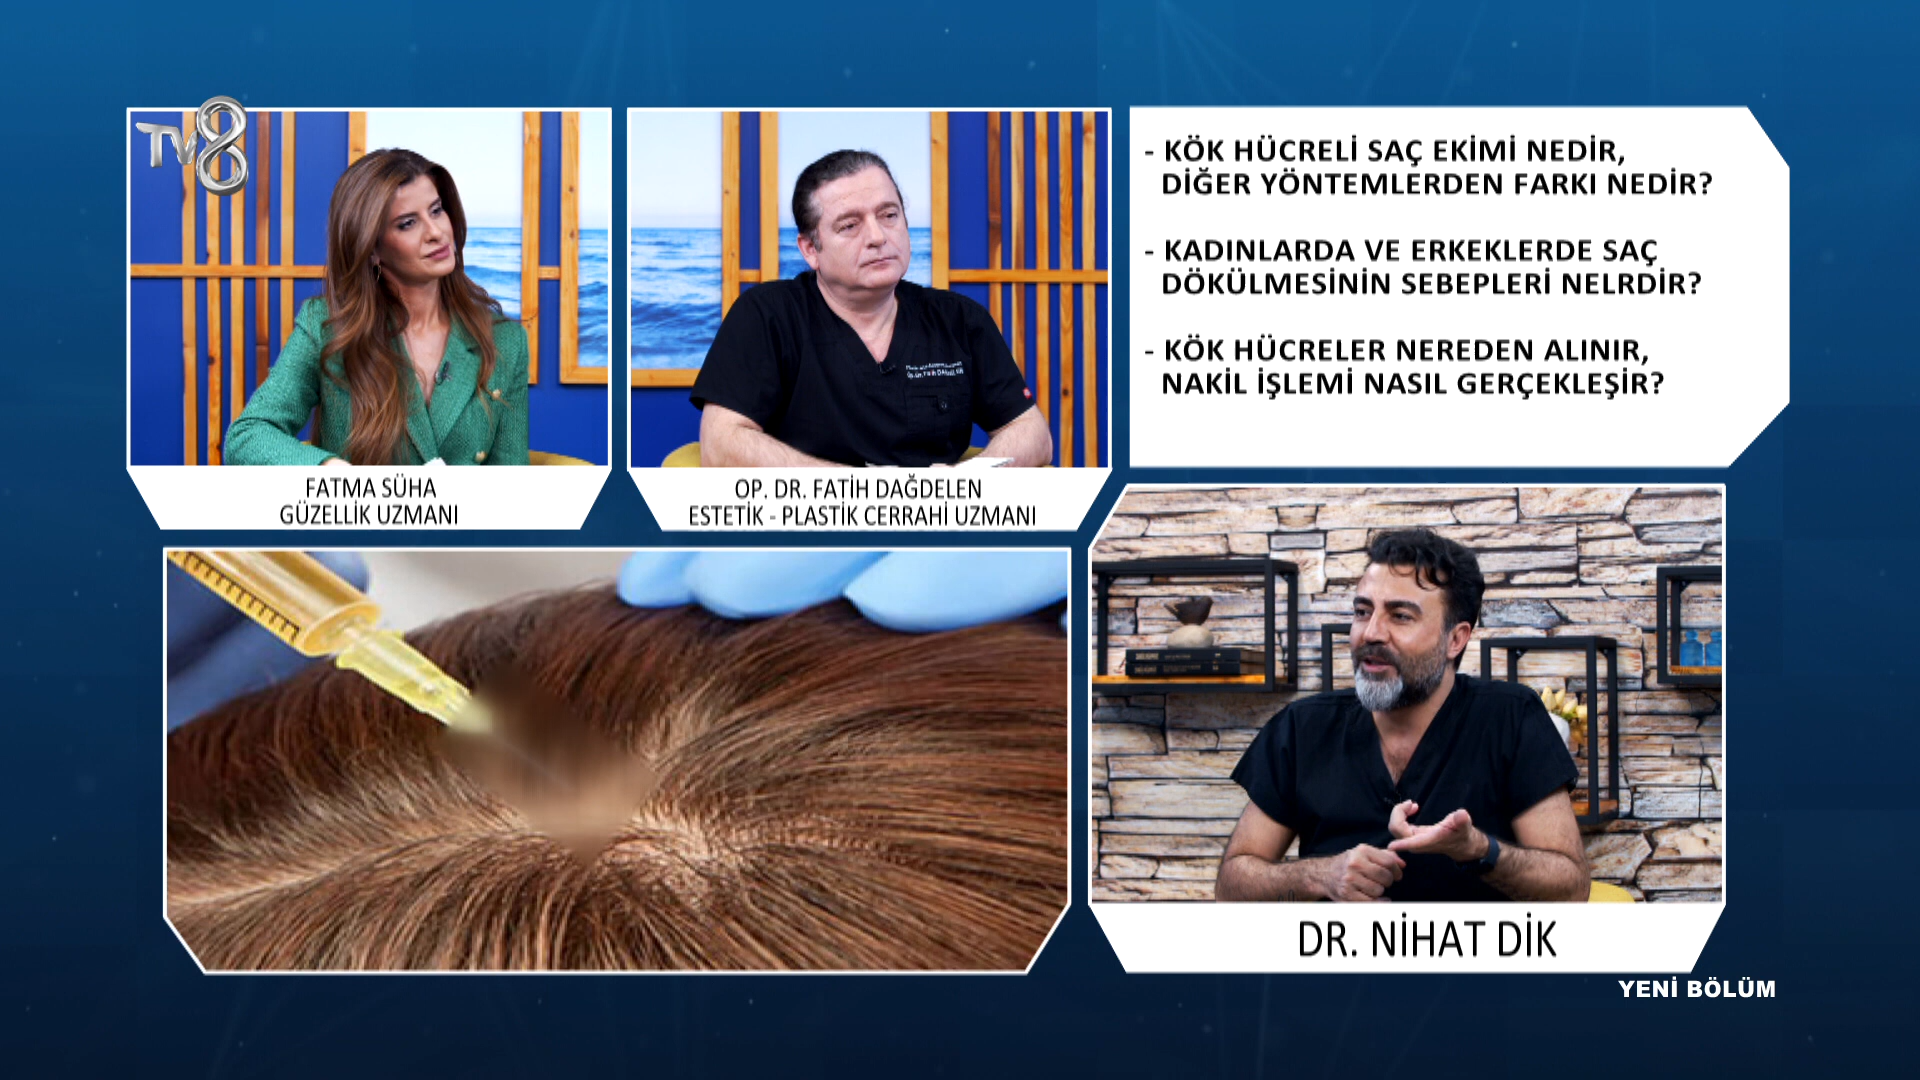 TV8
- KÖK HÜCRELİ SAÇ EKİMİ NEDİR,
DİĞER YÖNTEMLERDEN FARKI NEDİR?
- KADINLARDA VE ERKEKLERDE SAÇ
DÖKÜLMESİNİN SEBEPLERİ NELRDİR?
- KÖK HÜCRELER NEREDEN ALINIR,
NAKİL İŞLEMİ NASIL GERÇEKLEŞİR?
FATMA SÜHA
GÜZELLİK UZMANI
OP. DR. FATİH DAĞDELEN
ESTETİK - PLASTİK CERRAHİ UZMANI
DR. NİHAT DİK
YENİ BÖLÜM